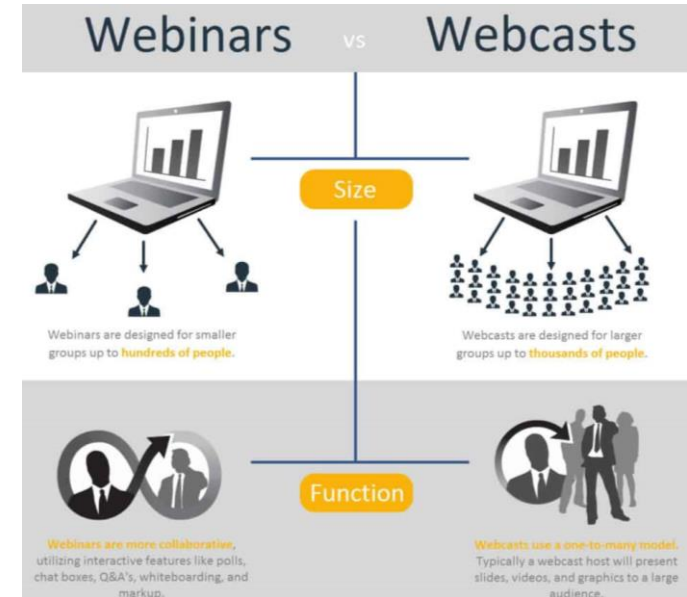 Webinars vs Webcasts
Size
Webinars are designed for smaller
groups up to hundreds of people.
Webcasts are designed for larger
groups up to thousands of people.
Function
Webinars are more collaborative,
utilizing interactive features like polls,
chat boxes, Q&A's, whiteboarding, and
markup.
Webcasts use a one-to-many model.
Typically a webcast host will present
slides, videos, and graphics to a large
audience.